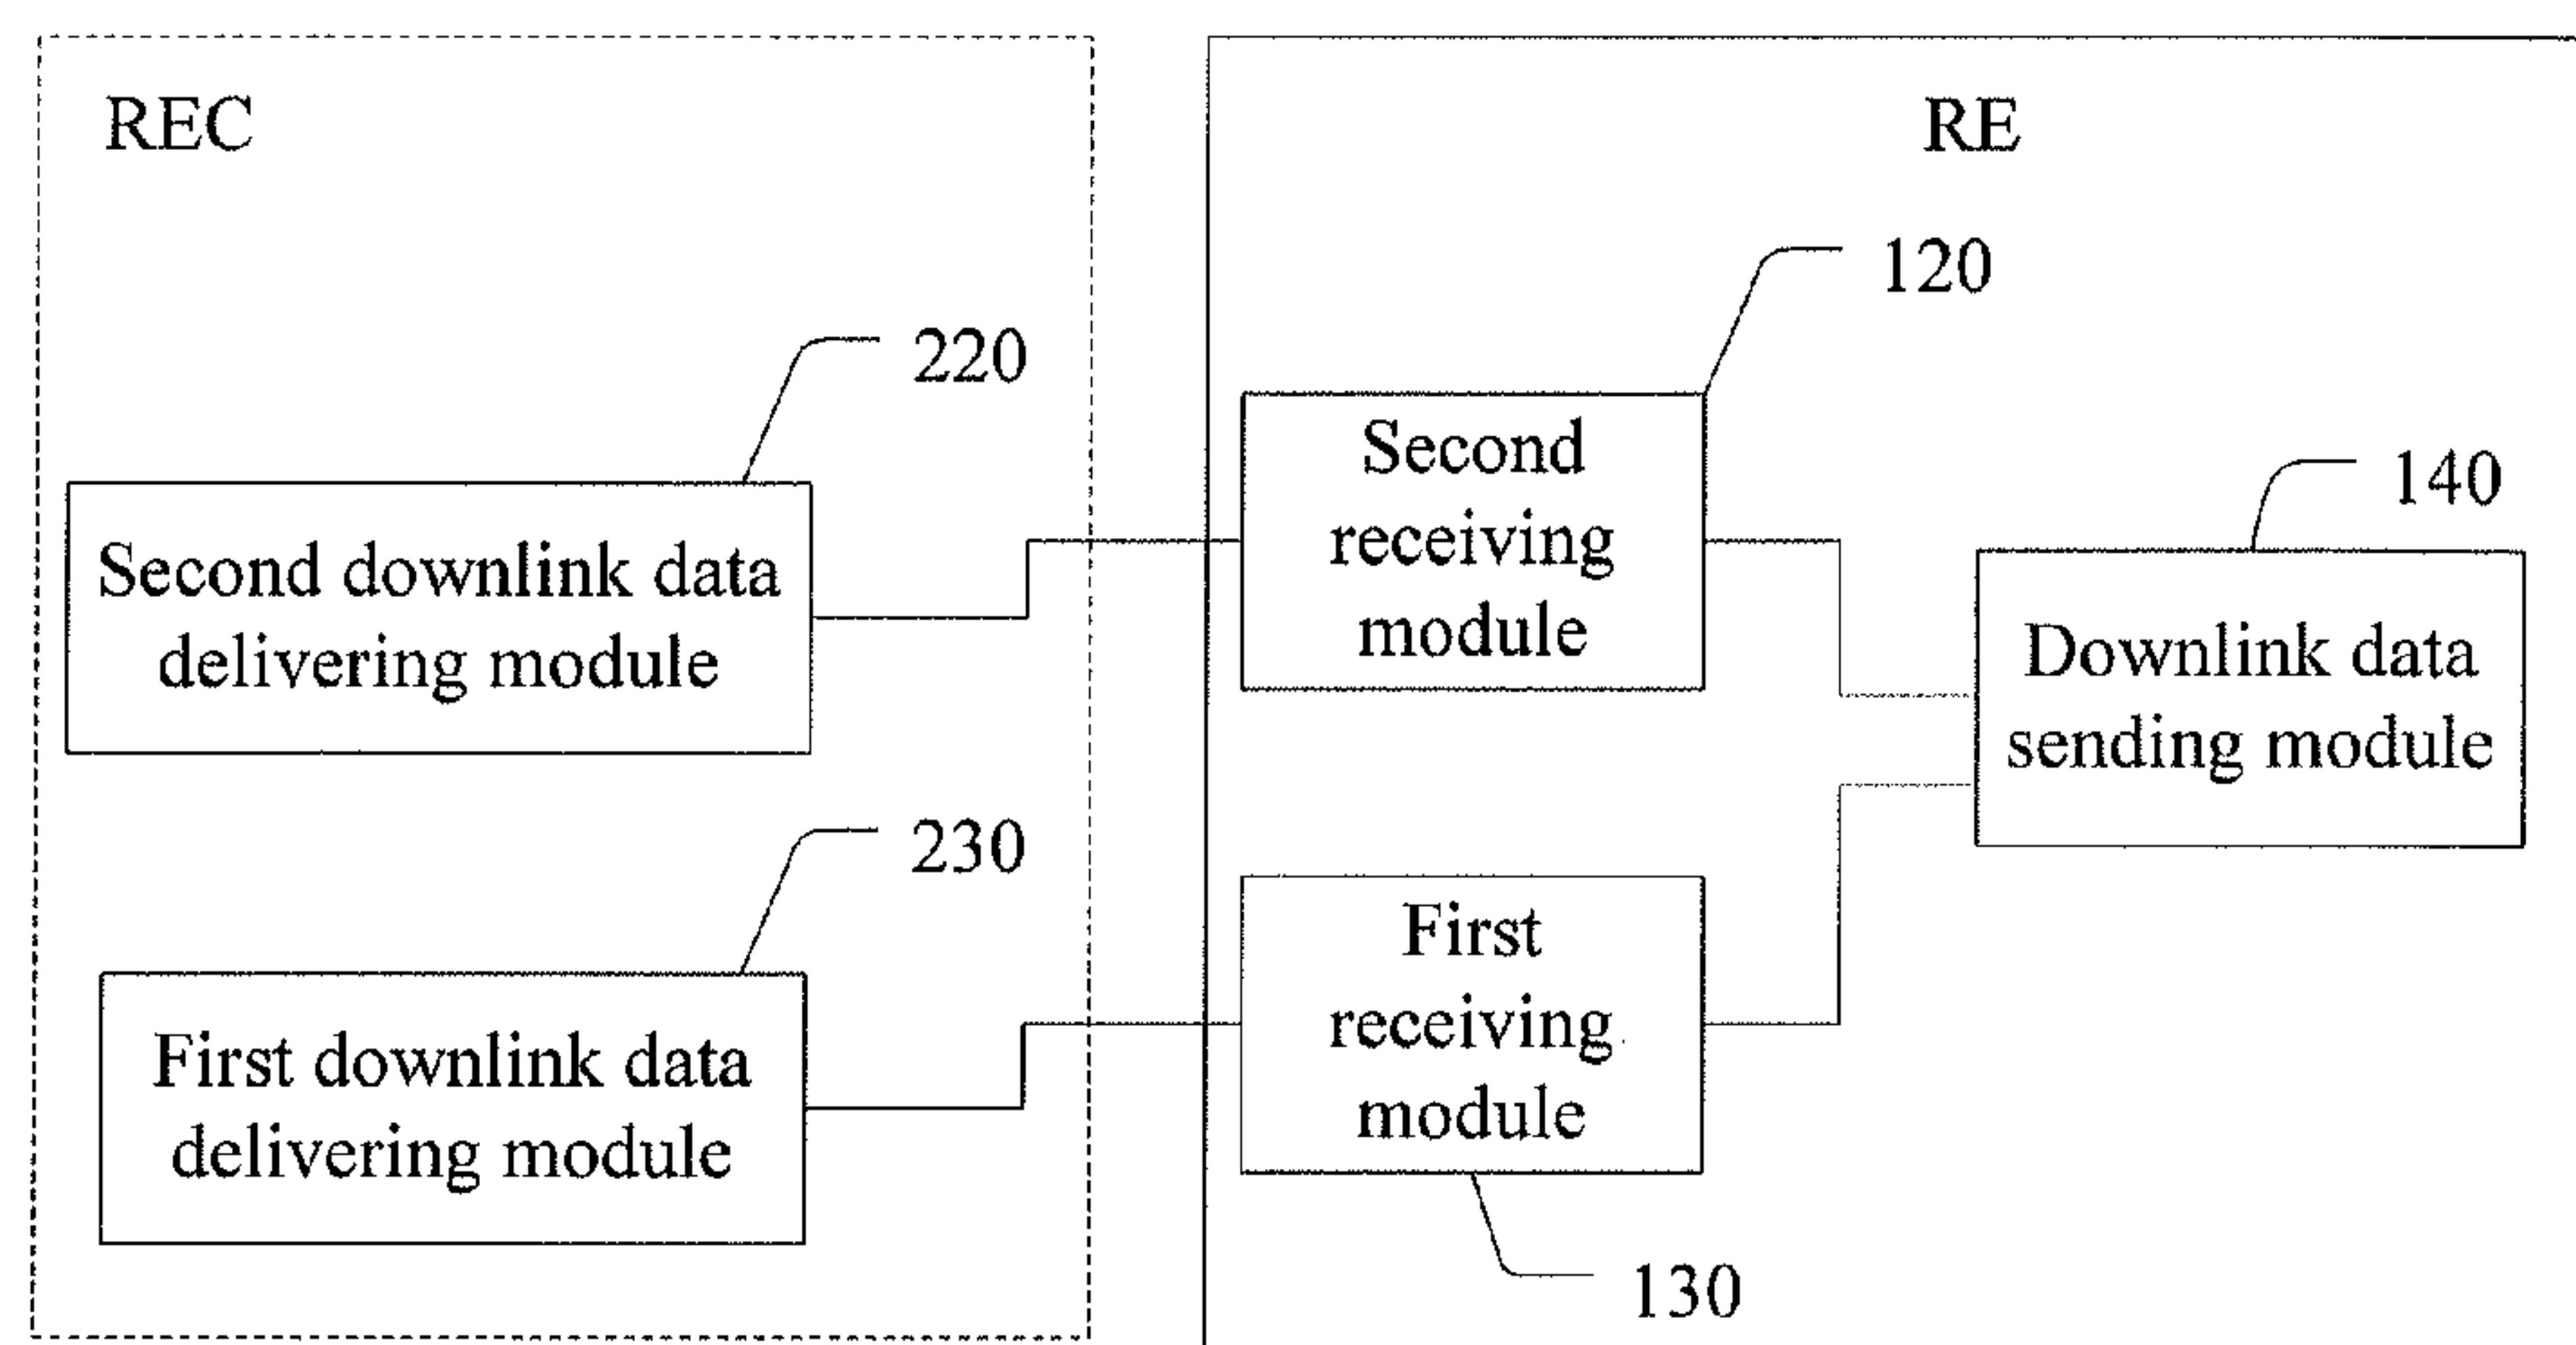 REC
RE
120
220
Second
receiving
module
140
Second downlink data
delivering module
Downlink data
sending module
230
First
receiving
module
First downlink data
delivering module
130